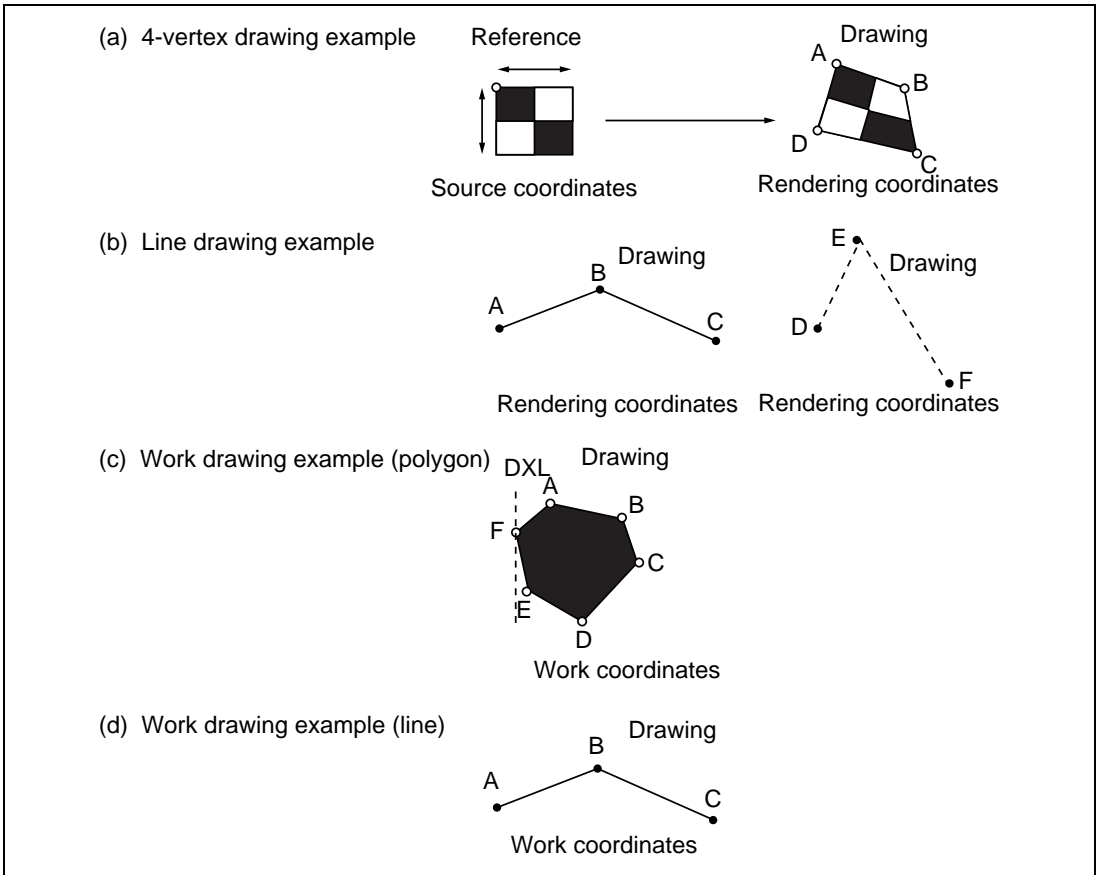 (a) 4-vertex drawing example
Reference
Drawing
A
B
D
C
Source coordinates
Rendering coordinates
(b) Line drawing example
Drawing
A
B
C
Rendering coordinates
E
Drawing
D
F
Rendering coordinates
(c) Work drawing example (polygon)
DXL
Drawing
A
B
F
C
E
D
Work coordinates
(d) Work drawing example (line)
Drawing
B
A
C
Work coordinates